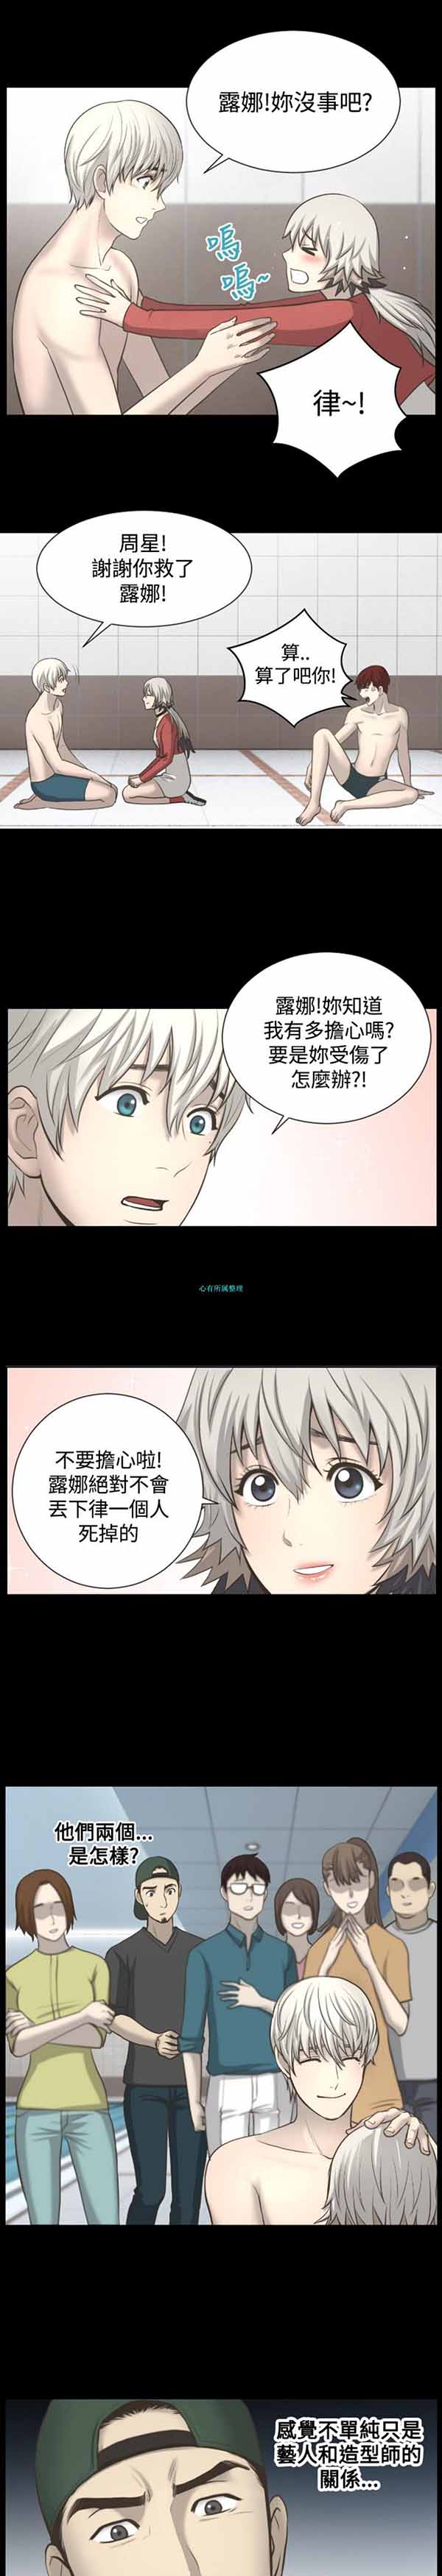 露娜!妳沒事吧?
嗚
嗚~
律~!
周星!
謝謝你救了
露娜!
算..
算了吧你!
露娜!妳知道
我有多擔心嗎?
要是妳受傷了
怎麼辦?!
心有所属整理
不要擔心啦!
露娜絕對不會
丟下律一個人
死掉的
他們兩個...
是怎樣?
感覺不單純只是
藝人和造型師的
關係...